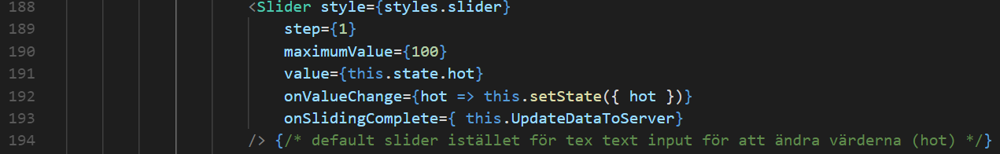 188 <Slider style={styles.slider}
189 step={1}
190 maximumValue={100}
191 value={this.state.hot}
192 onValueChange={hot => this.setState({ hot })}
193 onSlidingComplete={ this.UpdateDataToServer}
194 /> {/* default slider istället för tex text input för att ändra värderna (hot) */}